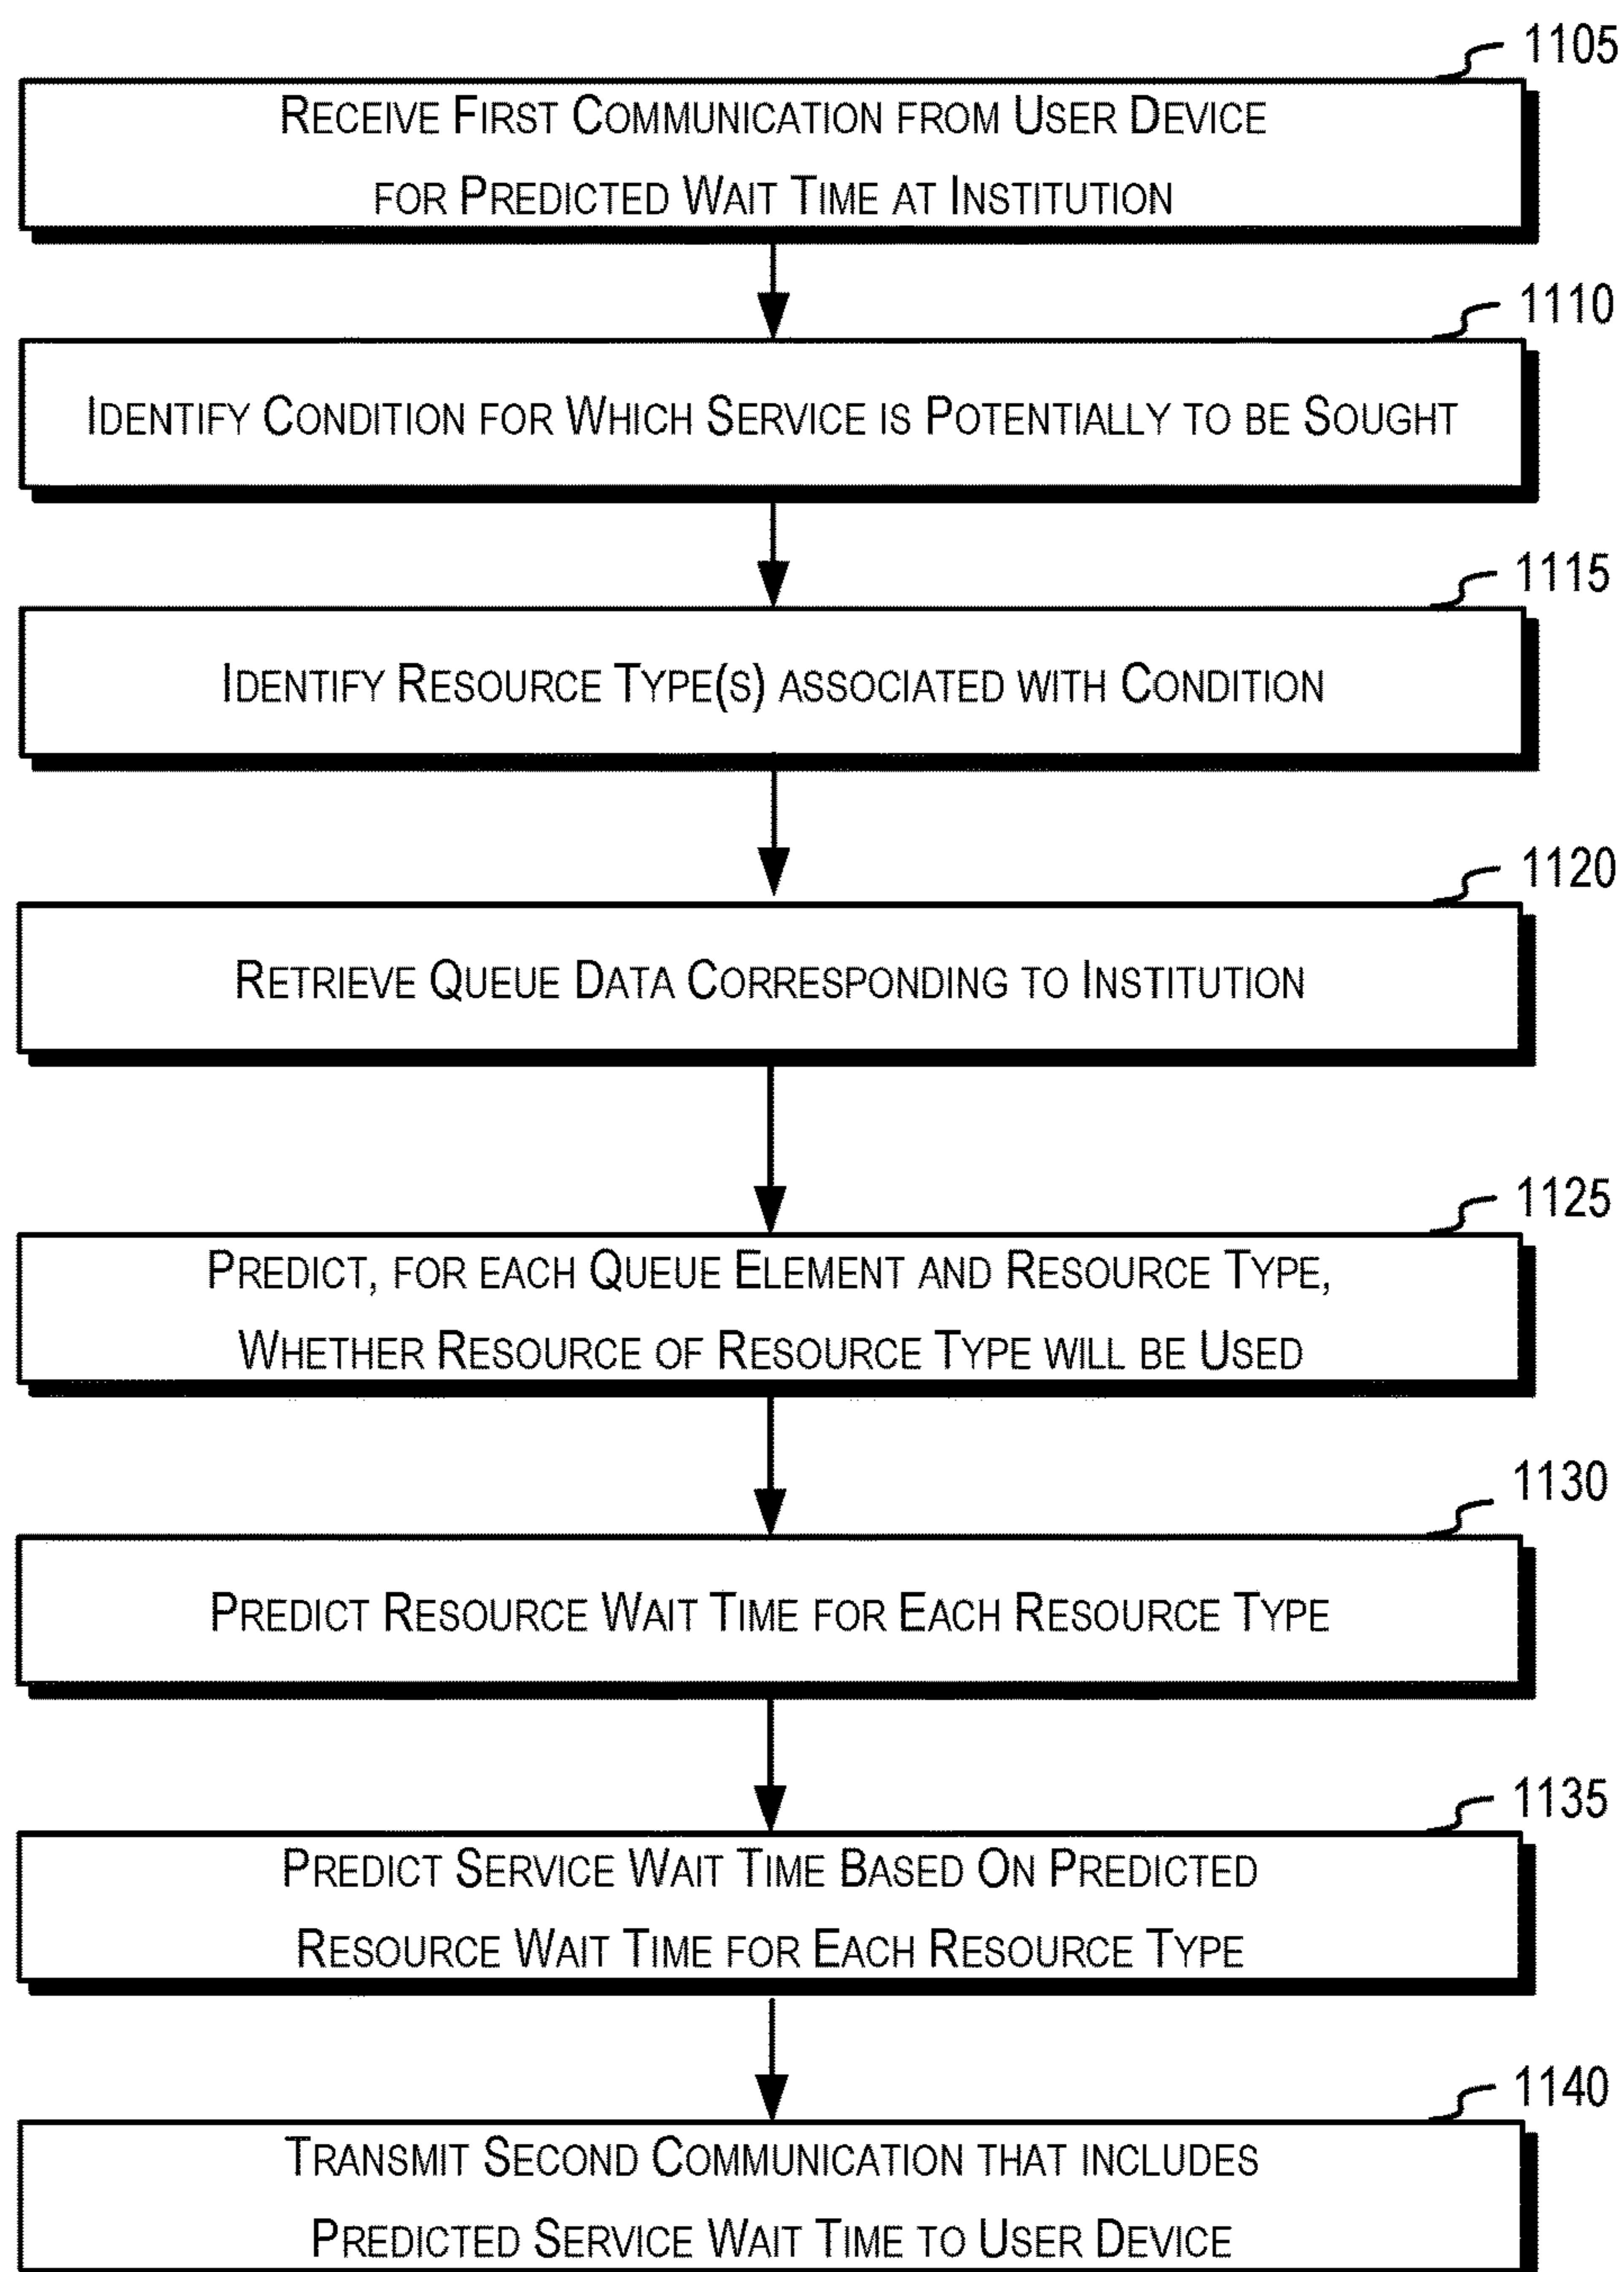 1105
RECEIVE FIRST COMMUNICATION FROM USER DEVICE
FOR PREDICTED WAIT TIME AT INSTITUTION
1110
IDENTIFY CONDITION FOR WHICH SERVICE IS POTENTIALLY TO BE SOUGHT
1115
IDENTIFY RESOURCE TYPE(S) ASSOCIATED WITH CONDITION
1120
RETRIEVE QUEUE DATA CORRESPONDING TO INSTITUTION
1125
PREDICT, FOR EACH QUEUE ELEMENT AND RESOURCE TYPE,
WHETHER RESOURCE OF RESOURCE TYPE WILL BE USED
1130
PREDICT RESOURCE WAIT TIME FOR EACH RESOURCE TYPE
1135
PREDICT SERVICE WAIT TIME BASED ON PREDICTED
RESOURCE WAIT TIME FOR EACH RESOURCE TYPE
1140
TRANSMIT SECOND COMMUNICATION THAT INCLUDES
PREDICTED SERVICE WAIT TIME TO USER DEVICE